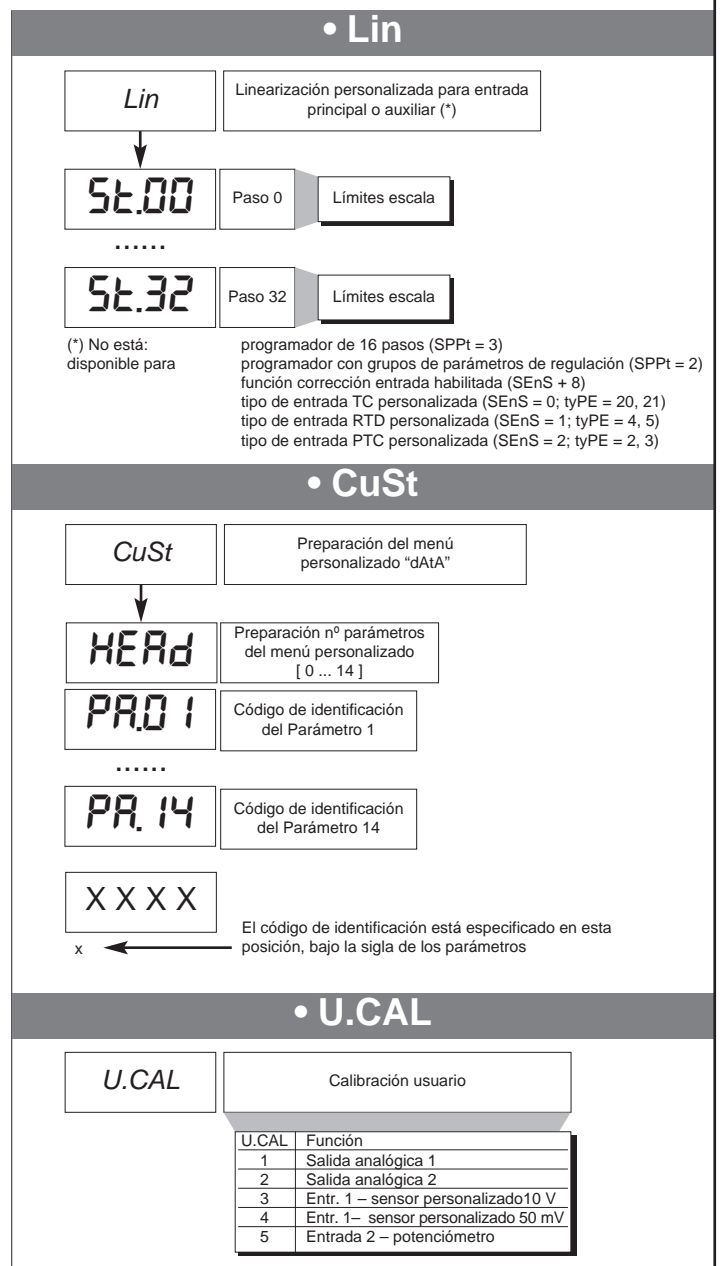 • Lin
Lin
Linearización personalizada para entrada
principal o auxiliar (*)
St.00
Paso 0
Límites escala
......
St.32
Paso 32
Límites escala
(*) No está:
disponible para
programador de 16 pasos (SPPt = 3)
programador con grupos de parámetros de regulación (SPPt = 2)
función corrección entrada habilitada (SEnS + 8)
tipo de entrada TC personalizada (SEnS = 0; tyPE = 20, 21)
tipo de entrada RTD personalizada (SEnS = 1; tyPE = 4, 5)
tipo de entrada PTC personalizada (SEnS = 2; tyPE = 2, 3)
• CuSt
CuSt
Preparación del menú
personalizado “dAtA”
HEAd
Preparación nº parámetros
del menú personalizado
[ 0 ... 14 ]
PA.01
Código de identificación
del Parámetro 1
......
PA.14
Código de identificación
del Parámetro 14
X X X X
x
El código de identificación está especificado en esta
posición, bajo la sigla de los parámetros
• U.CAL
U.CAL
Calibración usuario
U.CAL Función
1 Salida analógica 1
2 Salida analógica 2
3 Entr. 1 – sensor personalizado10 V
4 Entr. 1– sensor personalizado 50 mV
5 Entrada 2 – potenciómetro